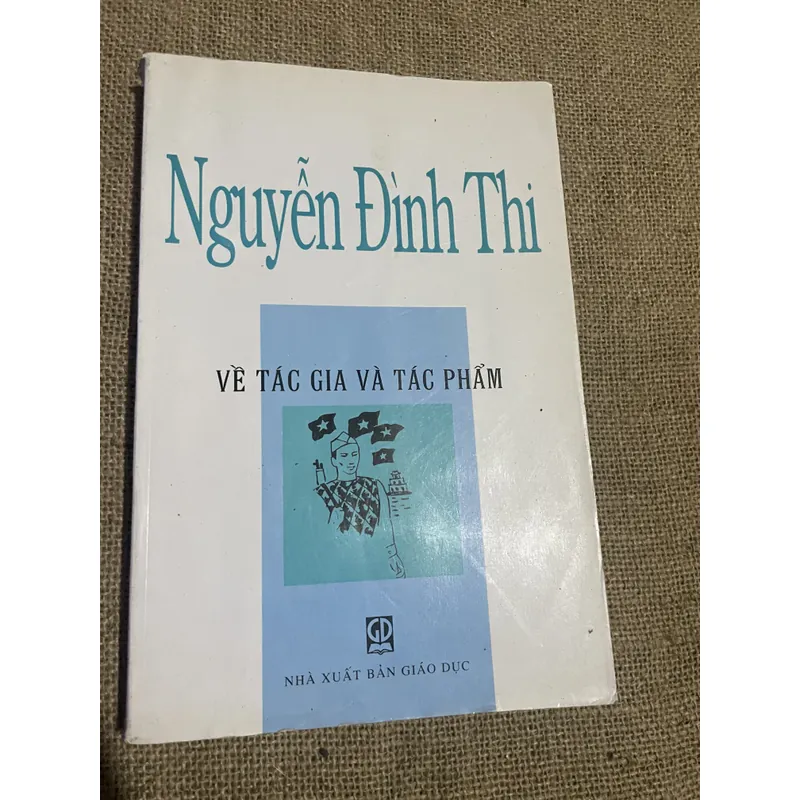 Nguyễn Đình Thi
VỀ TÁC GIA VÀ TÁC PHẨM
GD
NHÀ XUẤT BẢN GIÁO DỤC